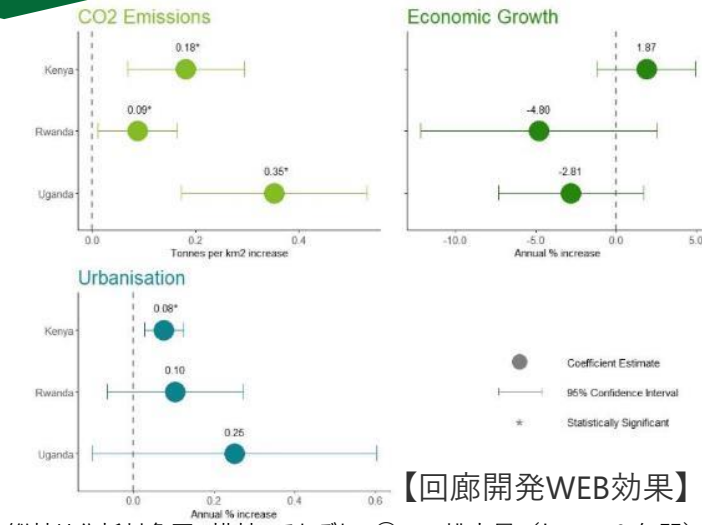 CO2 Emissions
0.18*
Kenya
0.09*
Rwanda
0.35*
Uganda
0.0
0.2
0.4
Tonnes per km2 increase
Economic Growth
1.87
-4.80
-2.81
-10.0
-5.0
0.0
5.0
Annual % increase
Urbanisation
0.08*
Kenya
0.10
Rwanda
0.25
Uganda
0.0
0.2
0.4
0.6
Annual % increase
Coefficient Estimate
95% Confidence Interval
*
Statistically Significant
【回廊開発WEB効果】